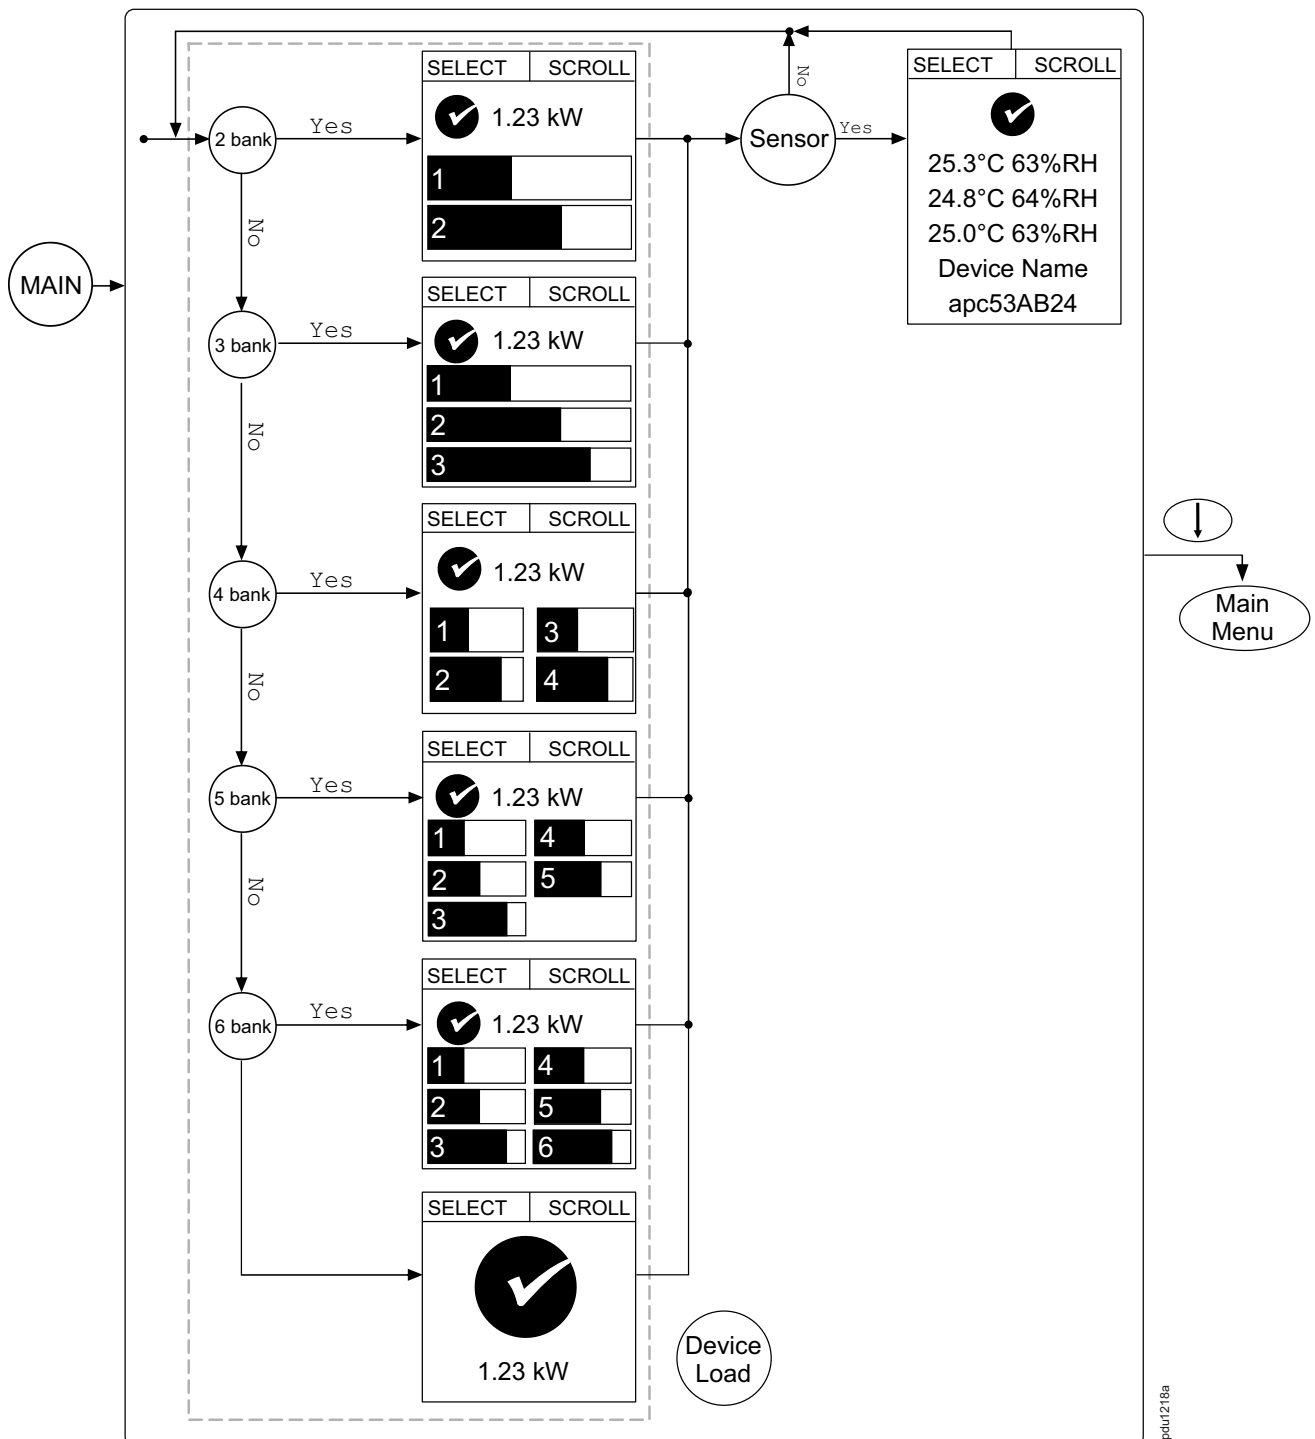 MAIN
2 bank
Yes
No
SELECT SCROLL
1.23 kW
1
2
Sensor
No
Yes
SELECT SCROLL
25.3°C 63%RH
24.8°C 64%RH
25.0°C 63%RH
Device Name
apc53AB24
3 bank
Yes
No
SELECT SCROLL
1.23 kW
1
2
3
4 bank
Yes
No
SELECT SCROLL
1.23 kW
1 3
2 4
Main
Menu
5 bank
Yes
No
SELECT SCROLL
1.23 kW
1 4
2 5
3
6 bank
Yes
SELECT SCROLL
1.23 kW
1 4
2 5
3 6
SELECT SCROLL
1.23 kW
Device
Load
pdu1218a